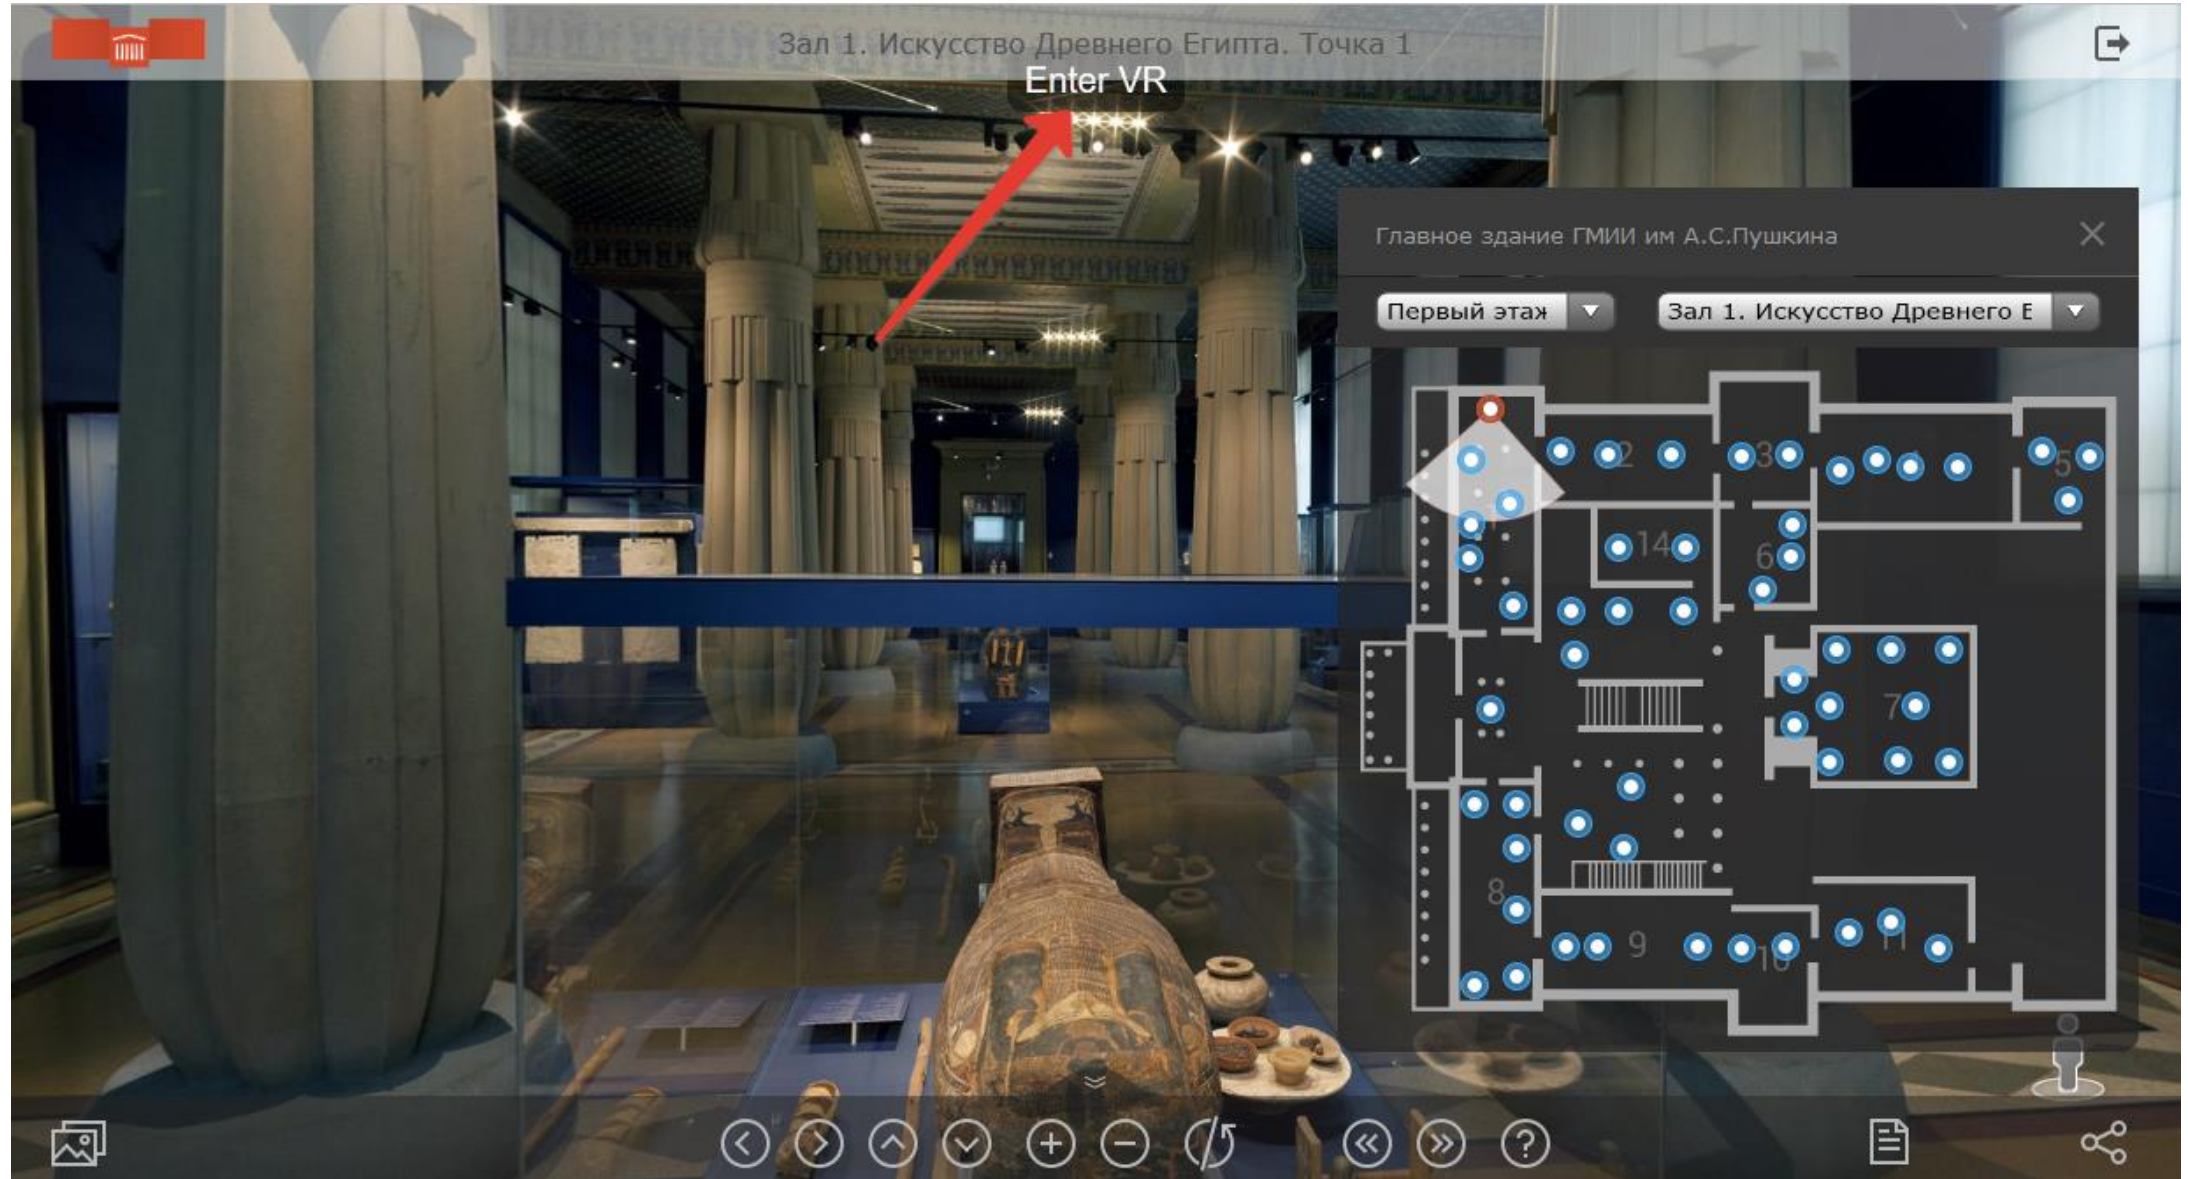 Зал 1. Искусство Древнего Египта. Точка 1
Enter VR
Главное здание ГМИИ им А.С.Пушкина
Первый этаж
Зал 1. Искусство Древнего Е
2
3
5
14
6
7
8
9
10
11
?